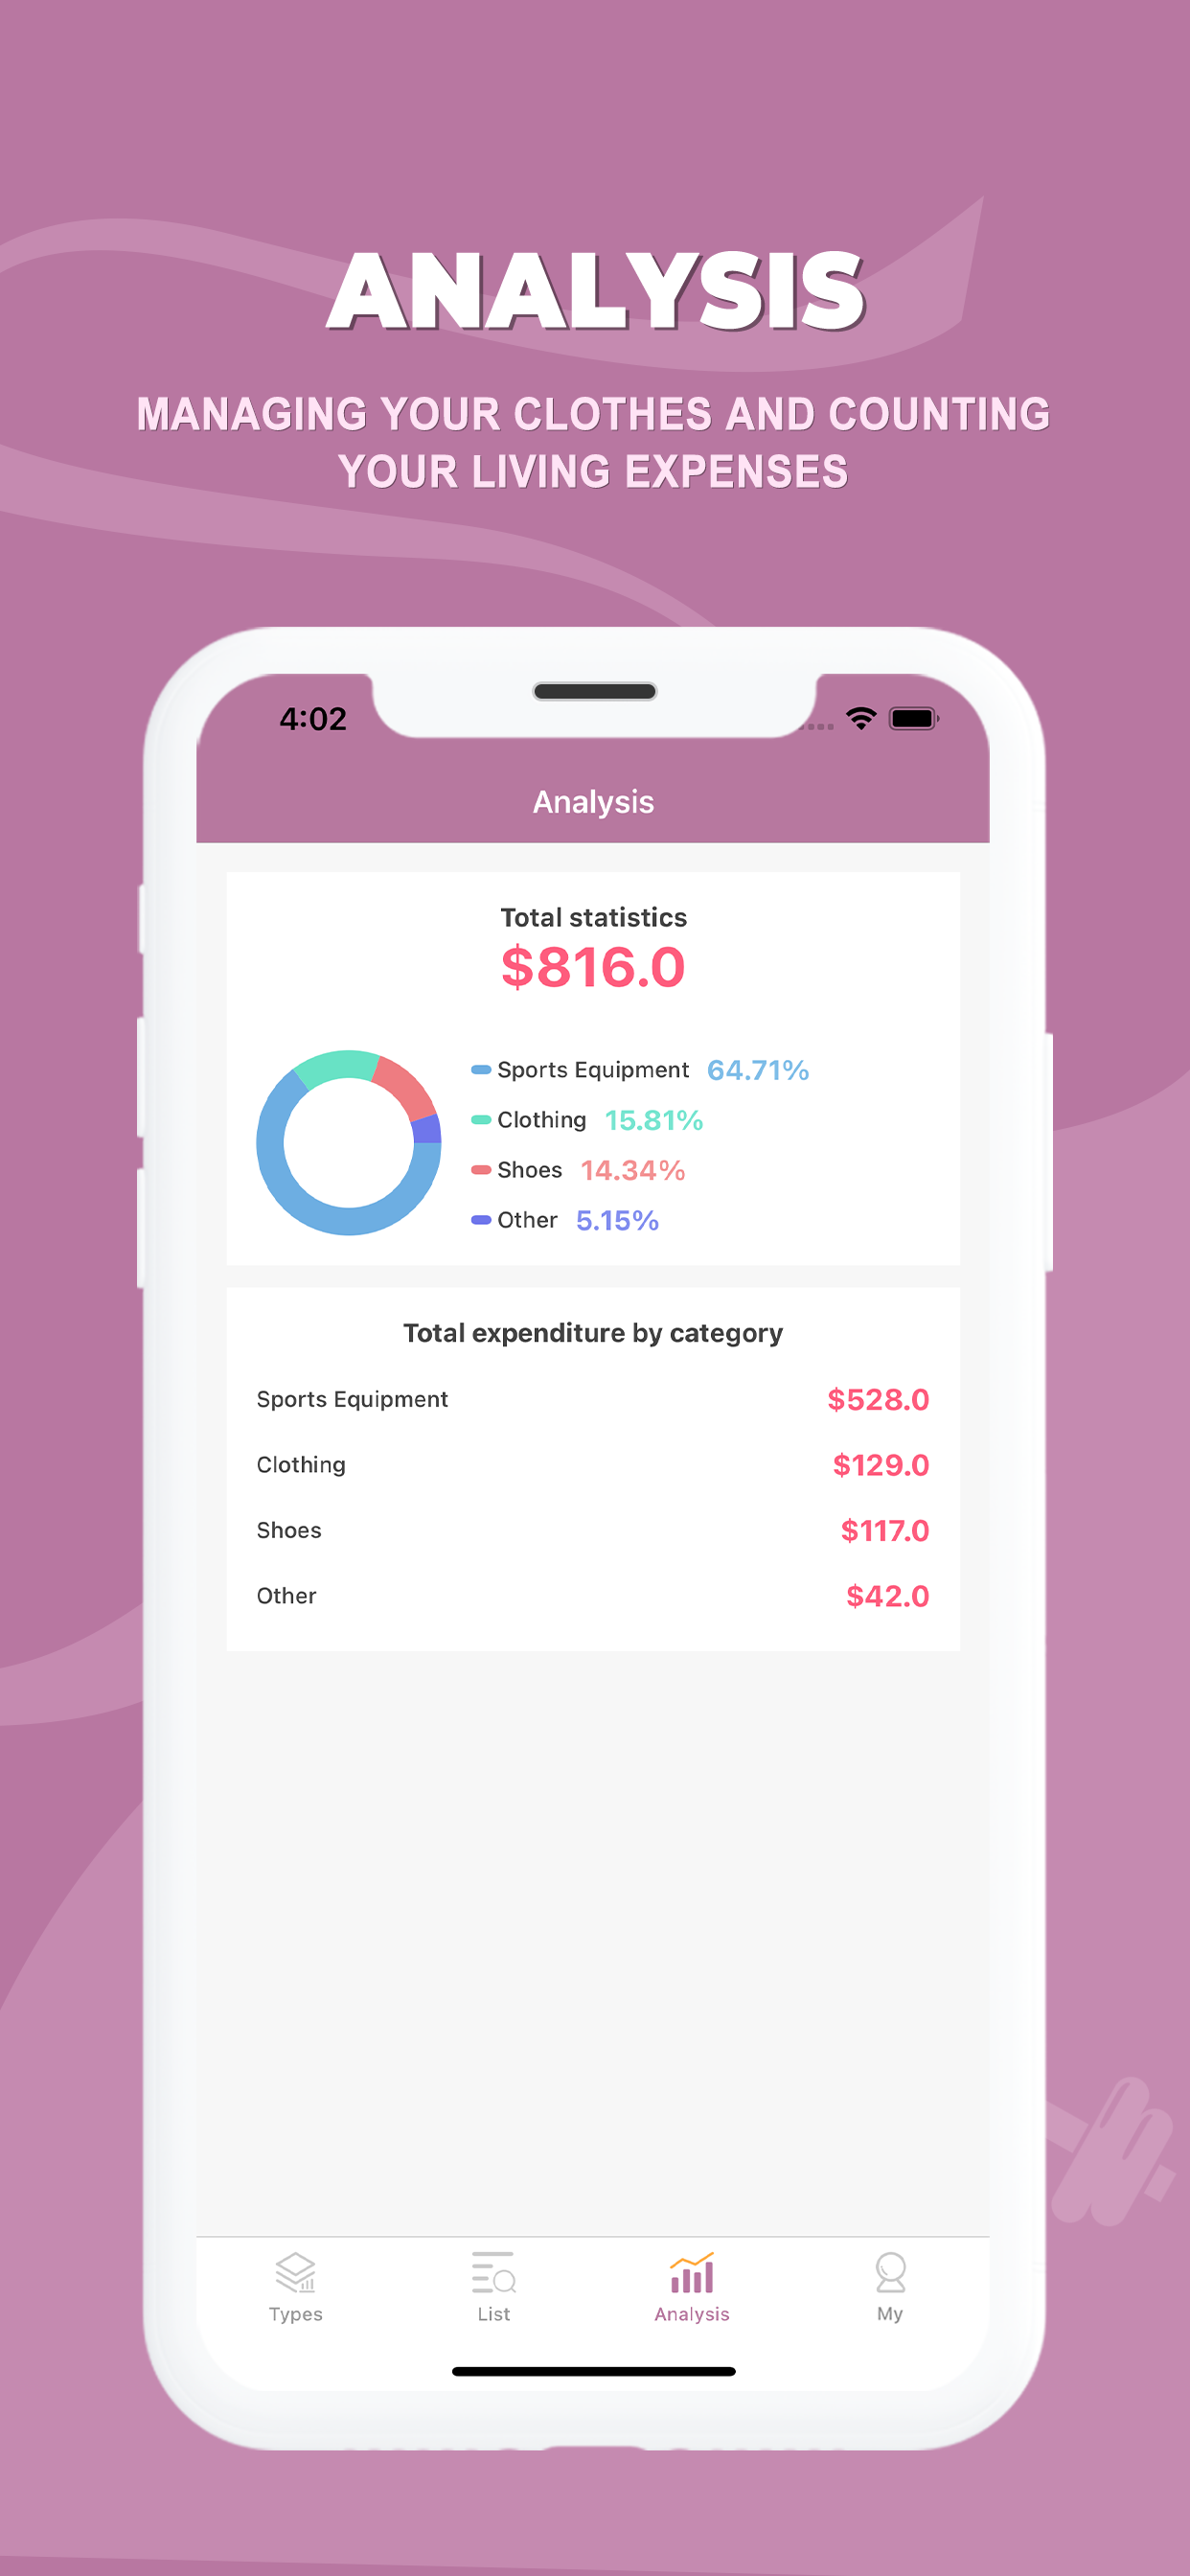 ANALYSIS
MANAGING YOUR CLOTHES AND COUNTING
YOUR LIVING EXPENSES
4:02
Analysis
Total statistics
$816.0
Sports Equipment 64.71%
Clothing 15.81%
Shoes 14.34%
Other 5.15%
Total expenditure by category
Sports Equipment $528.0
Clothing $129.0
Shoes $117.0
Other $42.0
Types List Analysis My